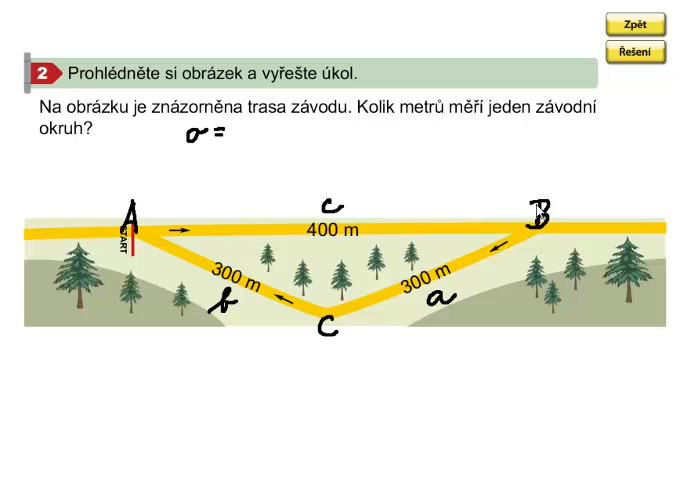 Zpět
Řešení
2 Prohlédněte si obrázek a vyřešte úkol.
Na obrázku je znázorněna trasa závodu. Kolik metrů měří jeden závodní
okruh?
o =
A c B
START
400 m
300 m 300 m
b a
C